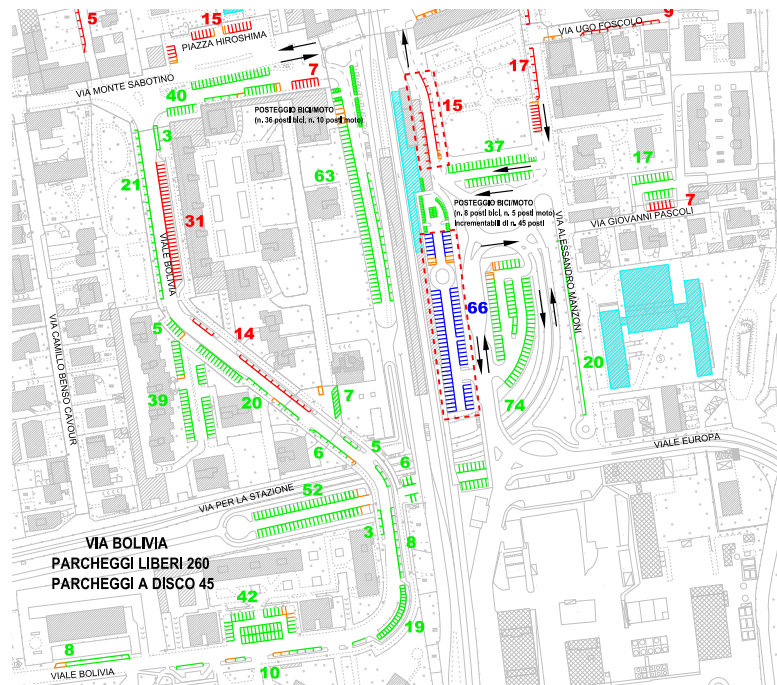 5
15
PIAZZA HIROSHIMA
VIA UGO FOSCOLO
9
VIA MONTE SABOTINO
7
17
40
POSTEGGIO BICI/MOTO
(n. 36 posti bici, n. 10 posti moto)
15
3
37
21
63
17
31
POSTEGGIO BICI/MOTO
(n. 8 posti bici, n. 5 posti moto)
incrementabili di n. 45 posti
7
VIA GIOVANNI PASCOLI
VIALE BOLIVIA
VIA ALESSANDRO MANZONI
66
5
14
VIA CAMILLO BENSO CAVOUR
S
20
39
20
7
74
6
5
VIALE EUROPA
6
52
VIA PER LA STAZIONE
3
8
VIA BOLIVIA
PARCHEGGI LIBERI 260
PARCHEGGI A DISCO 45
42
19
8
10
VIALE BOLIVIA